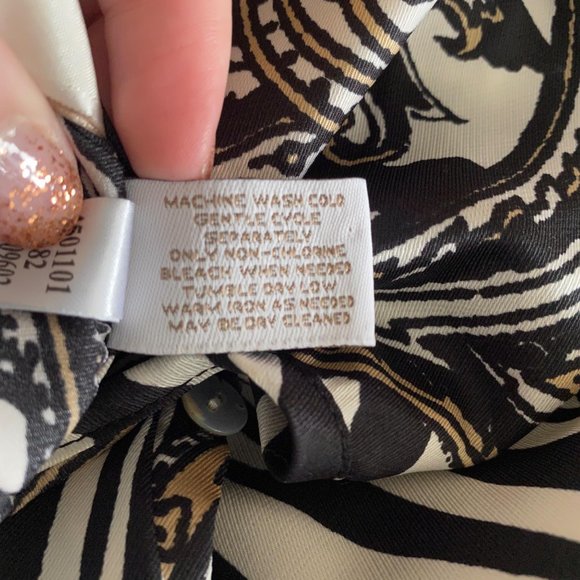 MACHINE WASH COLD
GENTLE CYCLE
SEPARATELY
ONLY NON-CHLORINE
BLEACH WHEN NEEDED
TUMBLE DRY LOW
WARM IRON AS NEEDED
MAY BE DRY CLEANED
501101
82